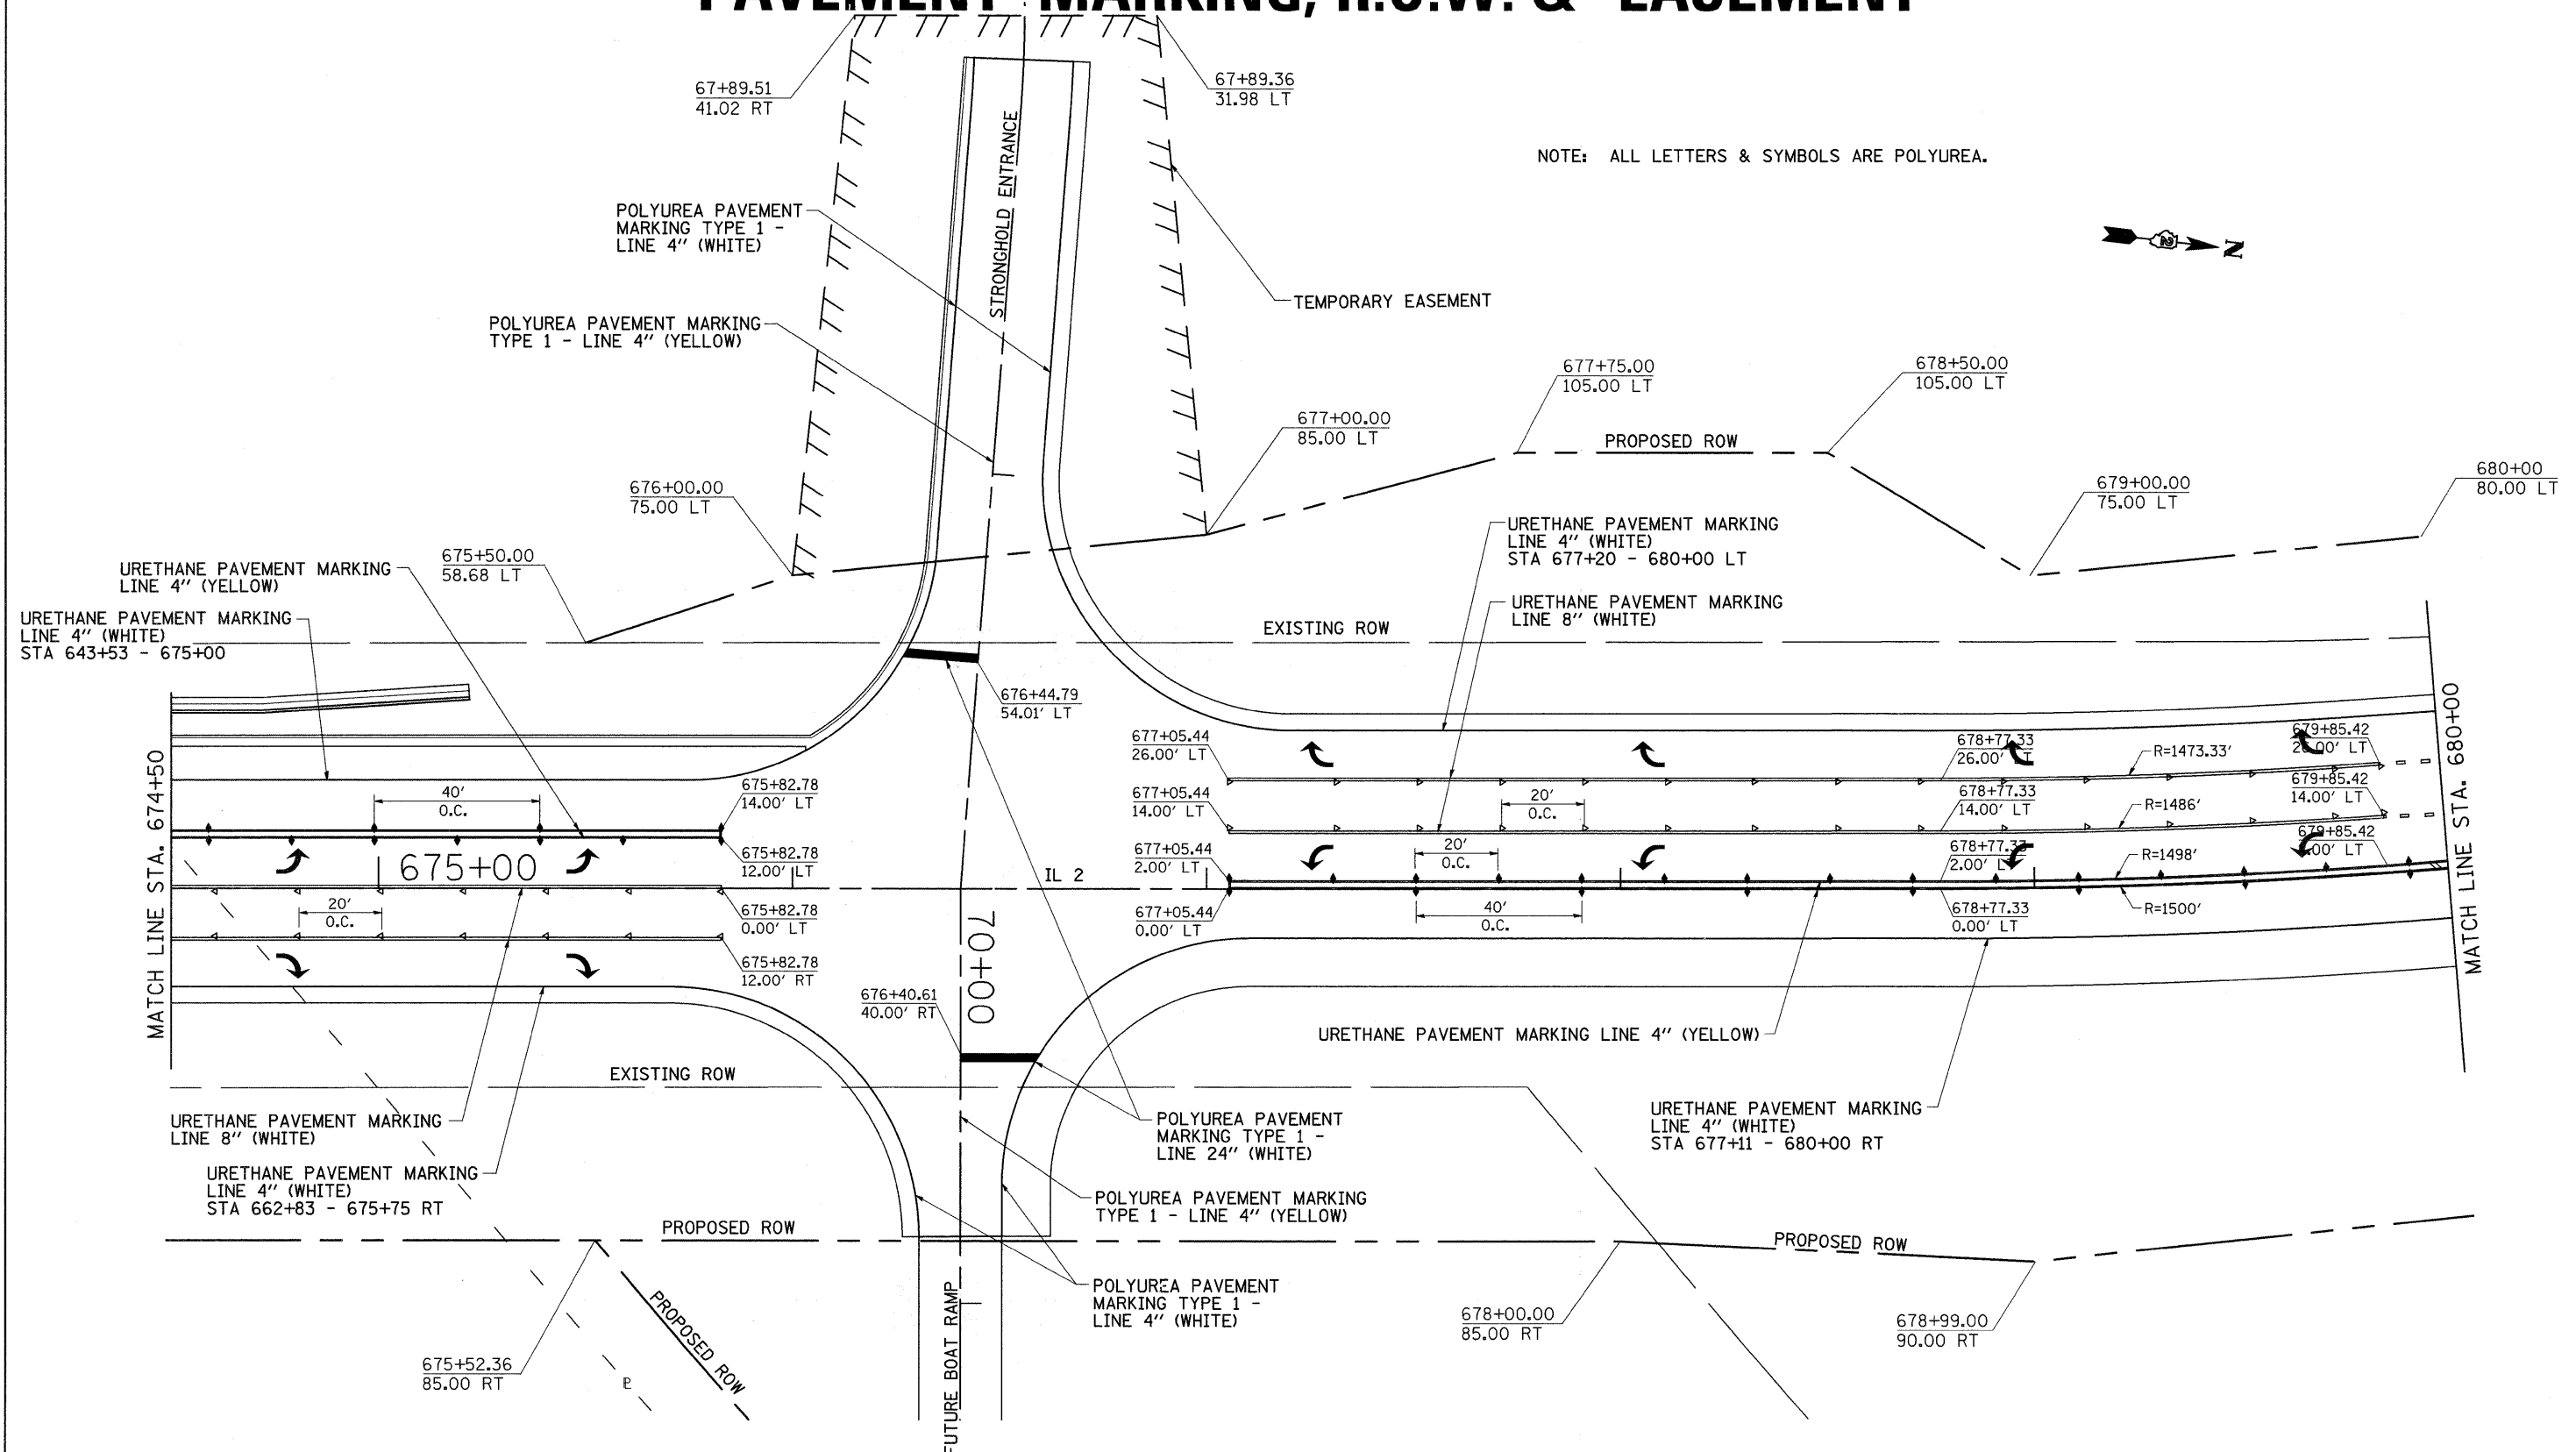 PAVEMENT MARKING, R.O.W. & EASEMENT
67+89.51
41.02 RT
67+89.36
31.98 LT
NOTE: ALL LETTERS & SYMBOLS ARE POLYUREA.
STRONGHOLD ENTRANCE
POLYUREA PAVEMENT
MARKING TYPE 1 -
LINE 4" (WHITE)
2
N
TEMPORARY EASEMENT
POLYUREA PAVEMENT MARKING
TYPE 1 - LINE 4" (YELLOW)
677+75.00
105.00 LT
678+50.00
105.00 LT
677+00.00
85.00 LT
PROPOSED ROW
676+00.00
75.00 LT
679+00.00
75.00 LT
680+00
80.00 LT
675+50.00
58.68 LT
URETHANE PAVEMENT MARKING
LINE 4" (YELLOW)
URETHANE PAVEMENT MARKING
LINE 4" (WHITE)
STA 643+53 - 675+00
URETHANE PAVEMENT MARKING
LINE 4" (WHITE)
STA 677+20 - 680+00 LT
URETHANE PAVEMENT MARKING
LINE 8" (WHITE)
EXISTING ROW
676+44.79
54.01' LT
MATCH LINE STA. 674+50
MATCH LINE STA. 680+00
677+05.44
26.00' LT
678+77.33
26.00' LT
679+85.42
26.00' LT
R=1473.33'
675+82.78
14.00' LT
40'
O.C.
677+05.44
14.00' LT
20'
O.C.
678+77.33
14.00' LT
679+85.42
14.00' LT
R=1486'
675+82.78
12.00' LT
675+00
677+05.44
2.00' LT
20'
O.C.
678+77.33
2.00' LT
679+85.42
2.00' LT
R=1498'
IL 2
20'
O.C.
675+82.78
0.00' LT
677+05.44
0.00' LT
40'
O.C.
678+77.33
0.00' LT
R=1500'
675+82.78
12.00' RT
70+00
676+40.61
40.00' RT
URETHANE PAVEMENT MARKING LINE 4" (YELLOW)
EXISTING ROW
URETHANE PAVEMENT MARKING
LINE 8" (WHITE)
POLYUREA PAVEMENT
MARKING TYPE 1 -
LINE 24" (WHITE)
URETHANE PAVEMENT MARKING
LINE 4" (WHITE)
STA 677+11 - 680+00 RT
URETHANE PAVEMENT MARKING
LINE 4" (WHITE)
STA 662+83 - 675+75 RT
POLYUREA PAVEMENT MARKING
TYPE 1 - LINE 4" (YELLOW)
PROPOSED ROW
PROPOSED ROW
POLYUREA PAVEMENT
MARKING TYPE 1 -
LINE 4" (WHITE)
PROPOSED ROW
FUTURE BOAT RAMP
678+00.00
85.00 RT
678+99.00
90.00 RT
675+52.36
85.00 RT